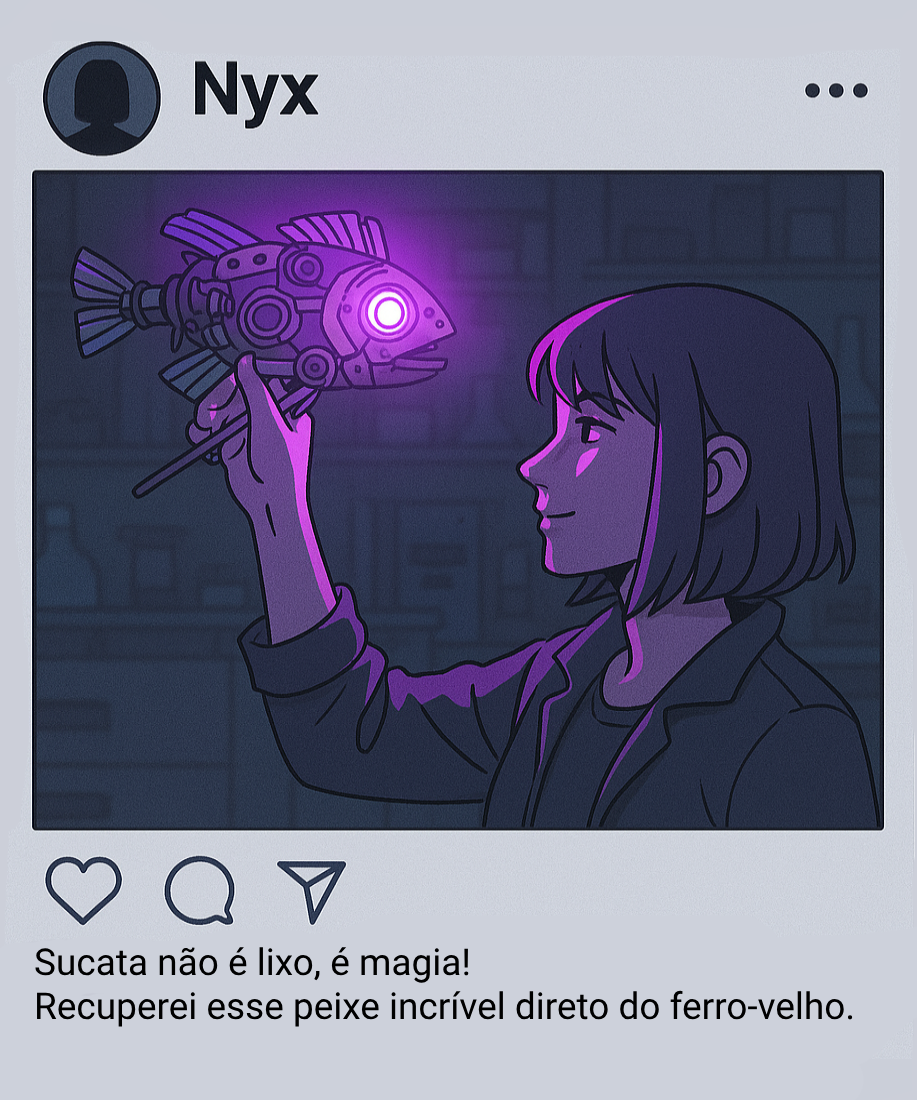 Nyx
Sucata não é lixo, é magia!
Recuperei esse peixe incrível direto do ferro-velho.